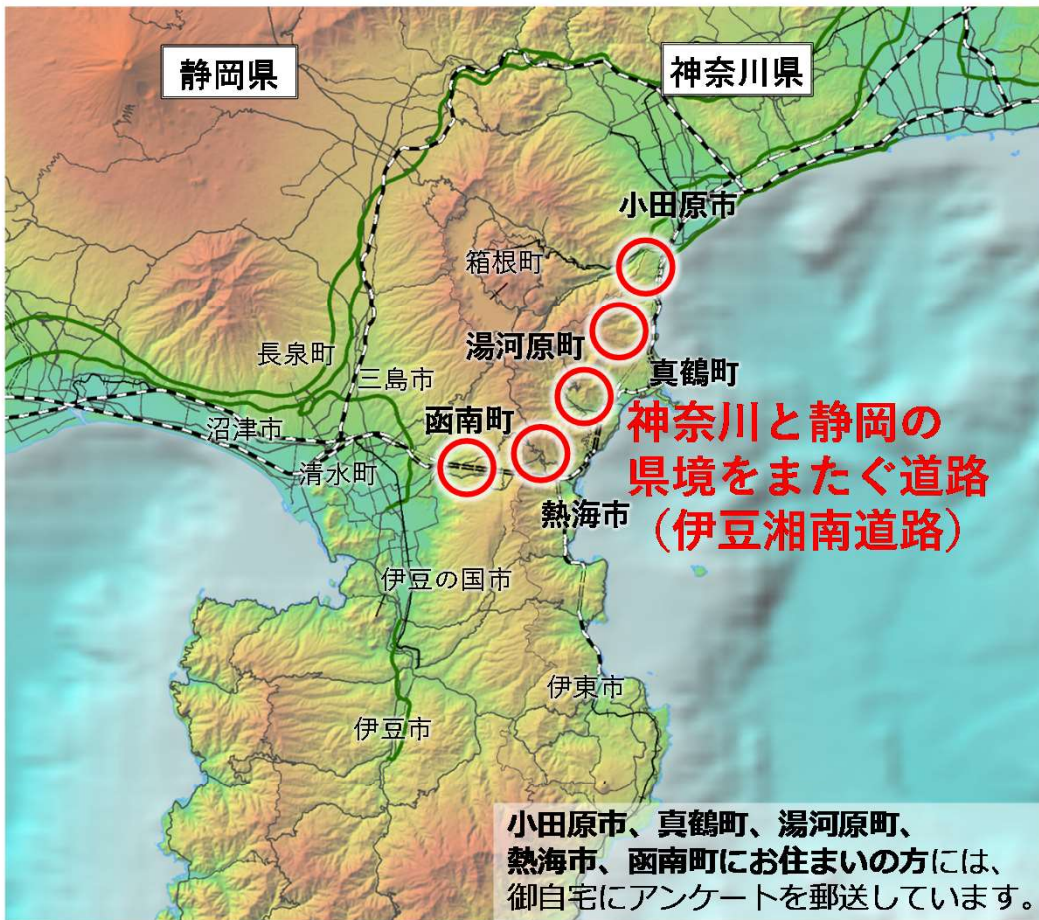 静岡県
神奈川県
小田原市
箱根町
湯河原町
長泉町
真鶴町
三島市
函南町
沼津市
清水町
神奈川と静岡の
県境をまたぐ道路
（伊豆湘南道路）
熱海市
伊豆の国市
伊東市
伊豆市
小田原市、真鶴町、湯河原町、
熱海市、函南町にお住まいの方には、
御自宅にアンケートを郵送しています。